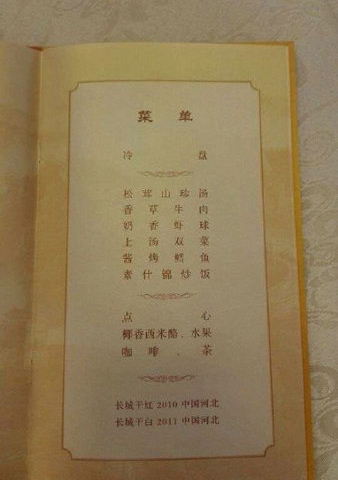 菜单
冷盘
松茸山珍汤
香草牛肉
奶香虾球
上汤双菜
酱烤鳕鱼
素什锦炒饭
点心
椰香西米酪、水果
咖啡、茶
长城干红 2010 中国河北
长城干白 2011 中国河北